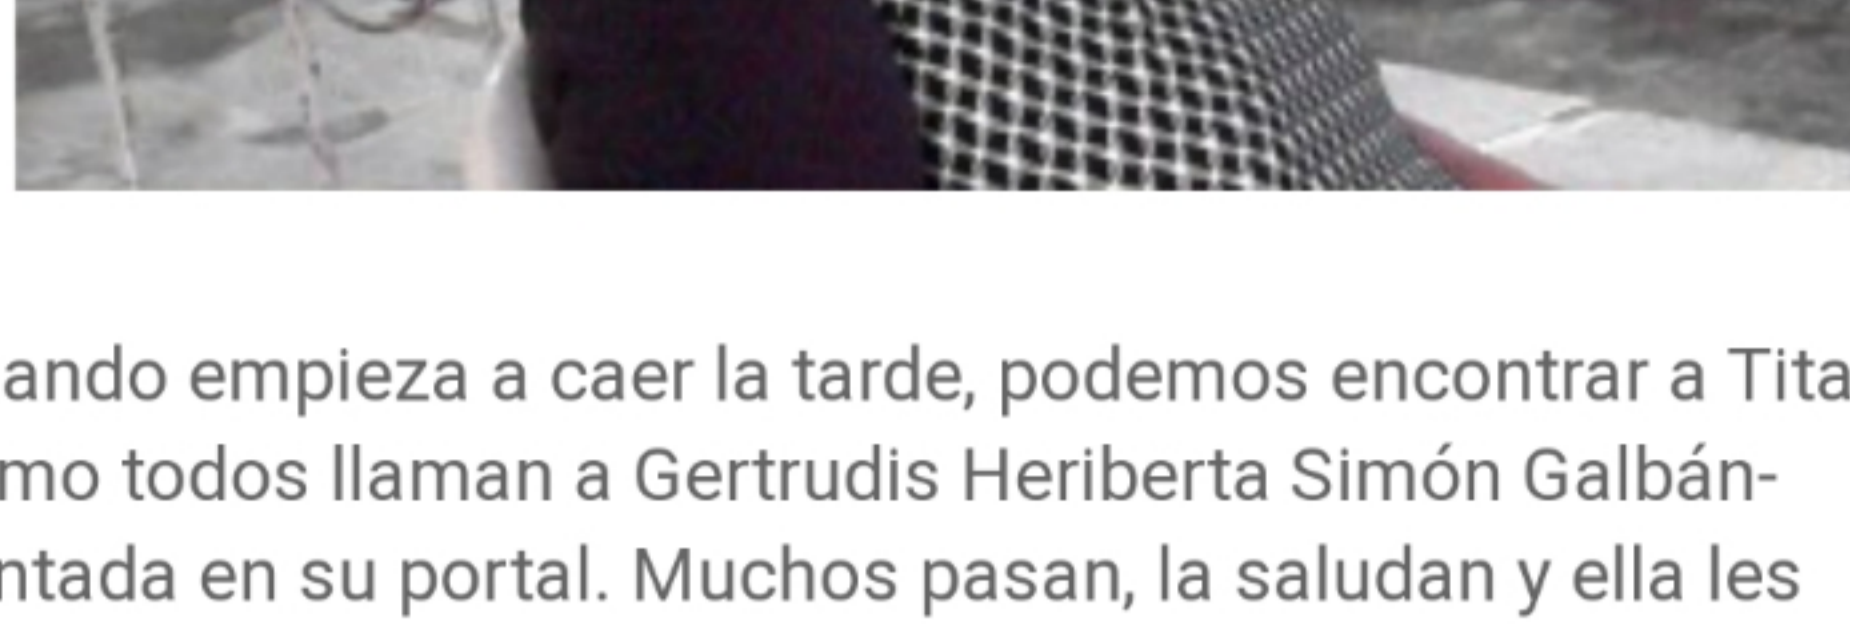 ando empieza a caer la tarde, podemos encontrar a Tita
mo todos llaman a Gertrudis Heriberta Simón Galbán-
ntada en su portal. Muchos pasan, la saludan y ella les